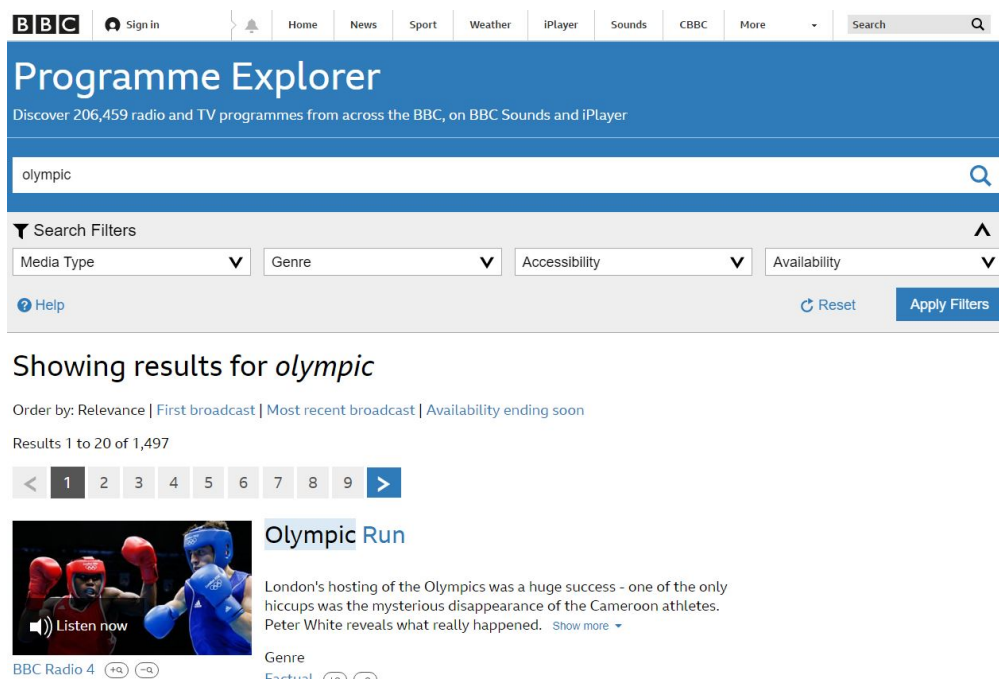 BBC Sign in Home News Sport Weather iPlayer Sounds CBBC More Search
Programme Explorer
Discover 206,459 radio and TV programmes from across the BBC, on BBC Sounds and iPlayer
olympic
Search Filters
Media Type Genre Accessibility Availability
Help Reset Apply Filters
Showing results for olympic
Order by: Relevance | First broadcast | Most recent broadcast | Availability ending soon
Results 1 to 20 of 1,497
< 1 2 3 4 5 6 7 8 9 >
Olympic Run
London's hosting of the Olympics was a huge success - one of the only
hiccups was the mysterious disappearance of the Cameroon athletes.
Peter White reveals what really happened. Show more
Listen now
BBC Radio 4
Genre
Factual